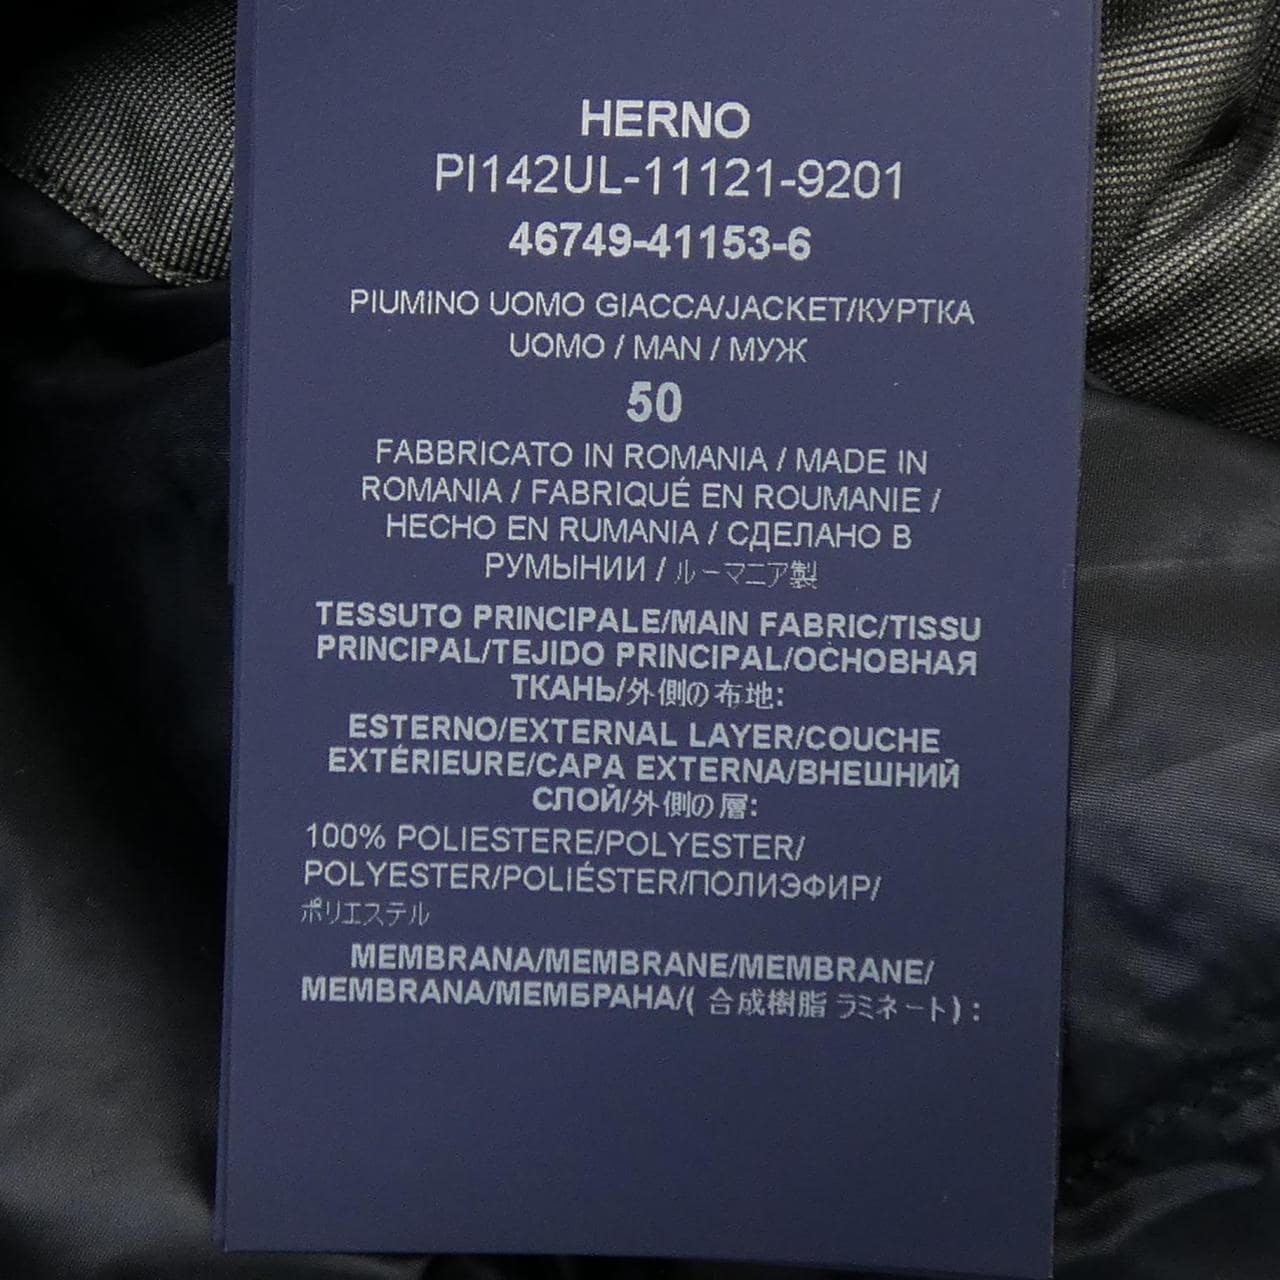 HERNO
PI142UL-11121-9201
46749-41153-6
PIUMINO UOMO GIACCA/JACKET/КУРТКА
UOMO / MAN / МУЖ
50
FABBRICATO IN ROMANIA / MADE IN
ROMANIA / FABRIQUÉ EN ROUMANIE /
HECHO EN RUMANIA / СДЕЛАНО В
РУМЫНИИ / ルーマニア製
TESSUTO PRINCIPALE/MAIN FABRIC/TISSU
PRINCIPAL/TEJIDO PRINCIPAL/ОСНОВНАЯ
ТКАНЬ/外側の布地:
ESTERNO/EXTERNAL LAYER/COUCHE
EXTÉRIEURE/CAPA EXTERNA/ВНЕШНИЙ
СЛОЙ/外側の層:
100% POLIESTERE/POLYESTER/
POLYESTER/POLIÉSTER/ПОЛИЭФИР/
ポリエステル
MEMBRANA/MEMBRANE/MEMBRANE/
MEMBRANA/МЕМБРАНА/( 合成樹脂 ラミネート) :